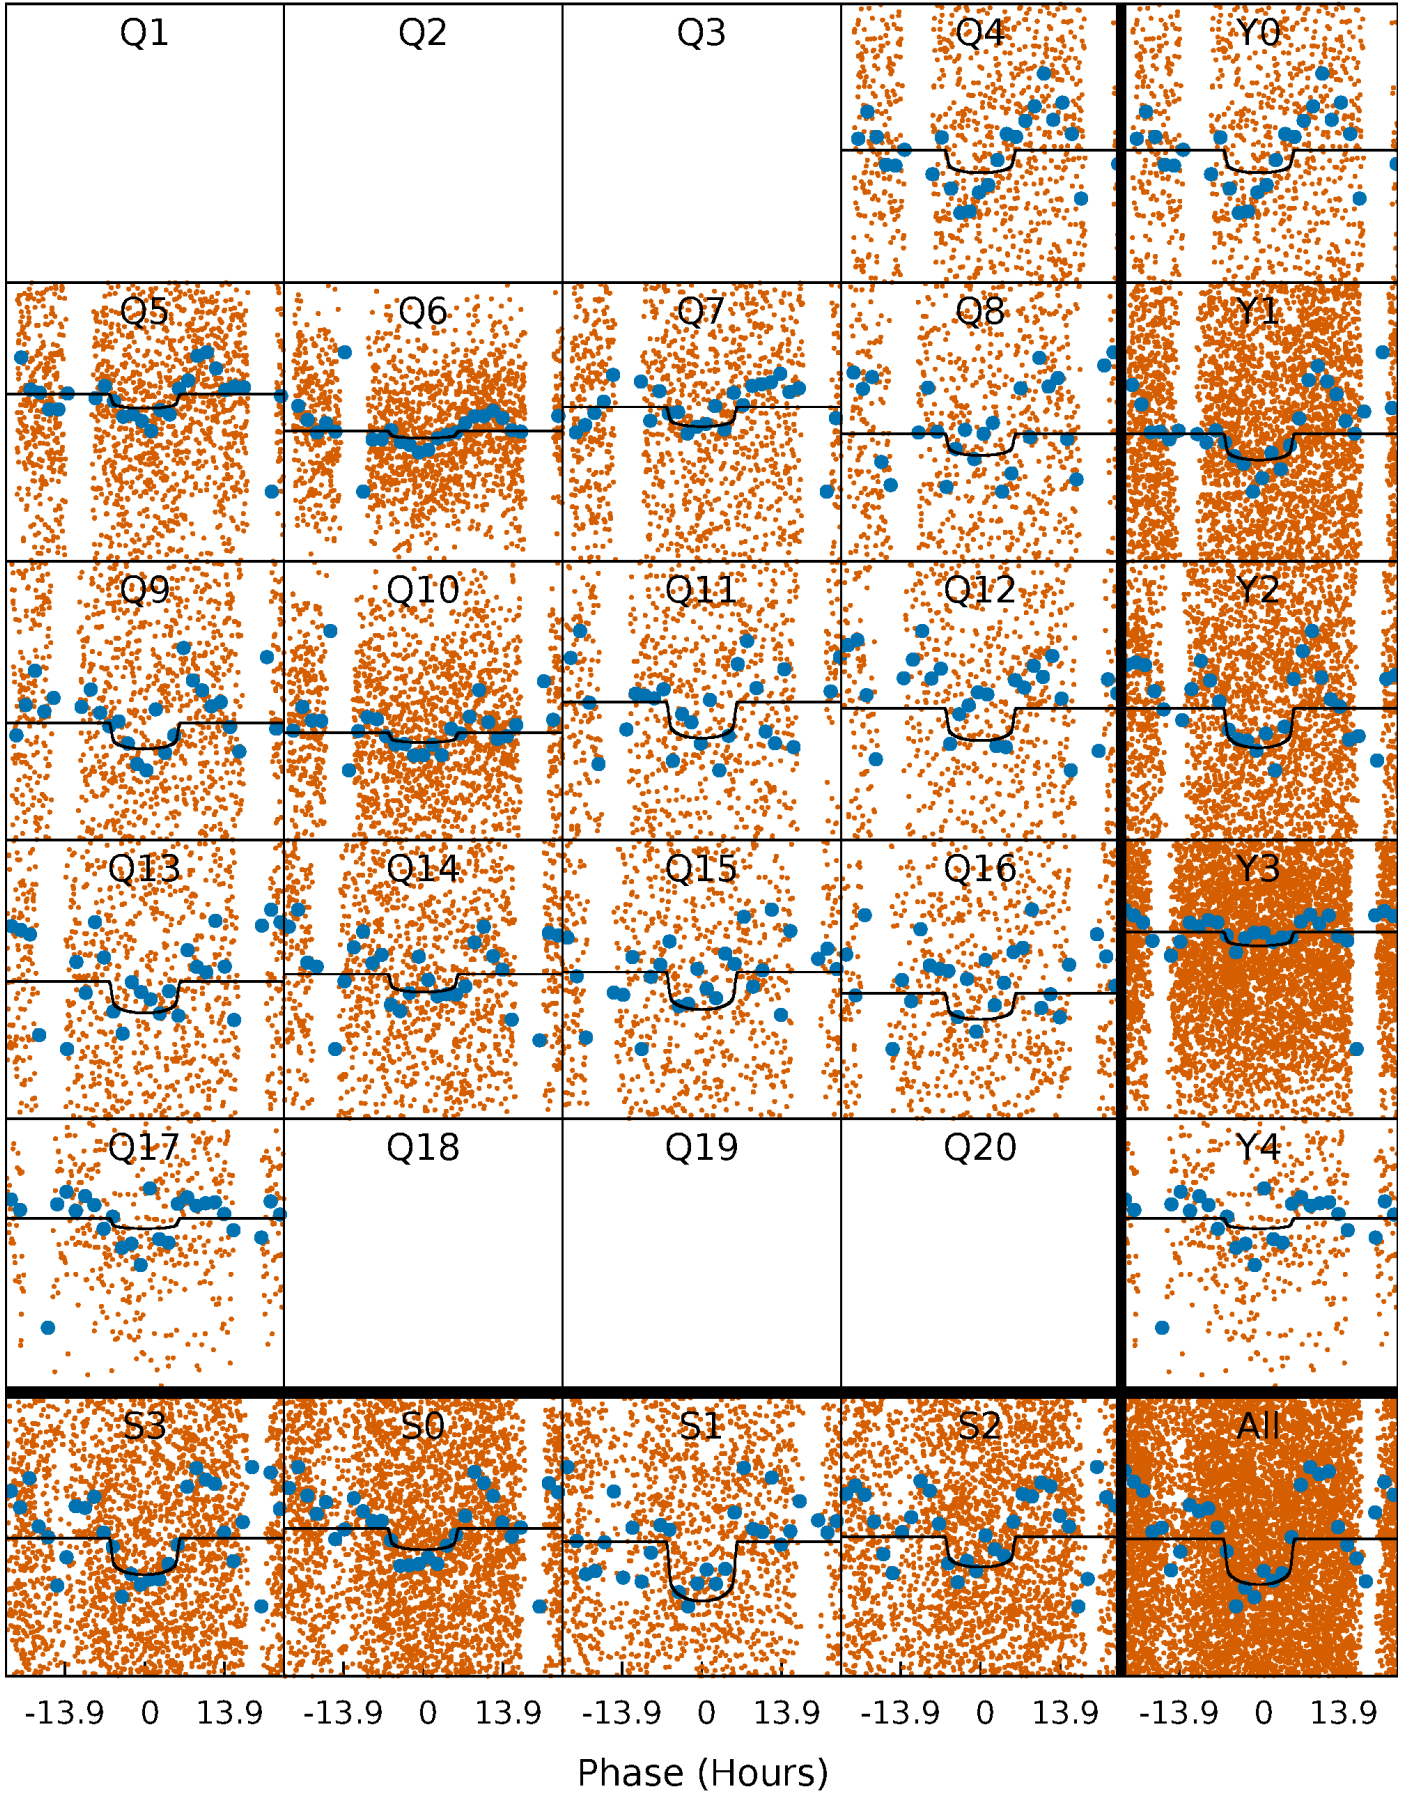 Q1 Q2 Q3 Q4 Y0
Q5 Q6 Q7 Q8 Y1
Q9 Q10 Q11 Q12 Y2
Q13 Q14 Q15 Q16 Y3
Q17 Q18 Q19 Q20 Y4
S3 S0 S1 S2 All
-13.9 0 13.9 -13.9 0 13.9 -13.9 0 13.9 -13.9 0 13.9 -13.9 0 13.9
Phase (Hours)